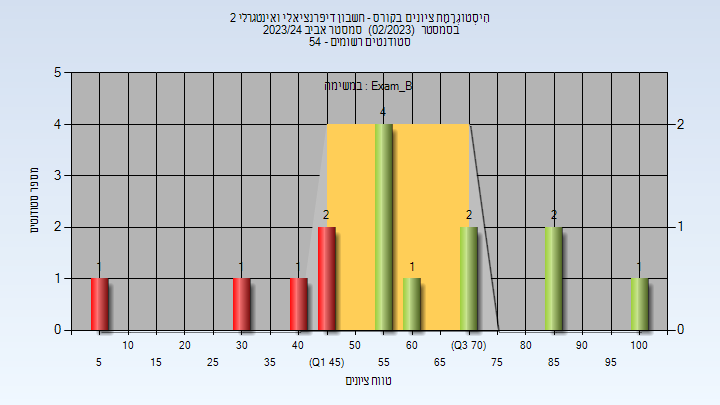 היסטוגרמת ציונים בקורס - חשבון דיפרנציאלי ואינטגרלי 2
בסמסטר (02/2023) סמסטר אביב 2023/24
סטודנטים רשומים - 54
במשימה : Exam_B
מספר סטודנטים
5
4
3
2
1
0
2
1
0
1
1
1
2
4
1
2
2
1
10 20 30 40 50 60 (Q3 70) 80 90 100
5 15 25 35 (Q1 45) 55 65 75 85 95
טווח ציונים